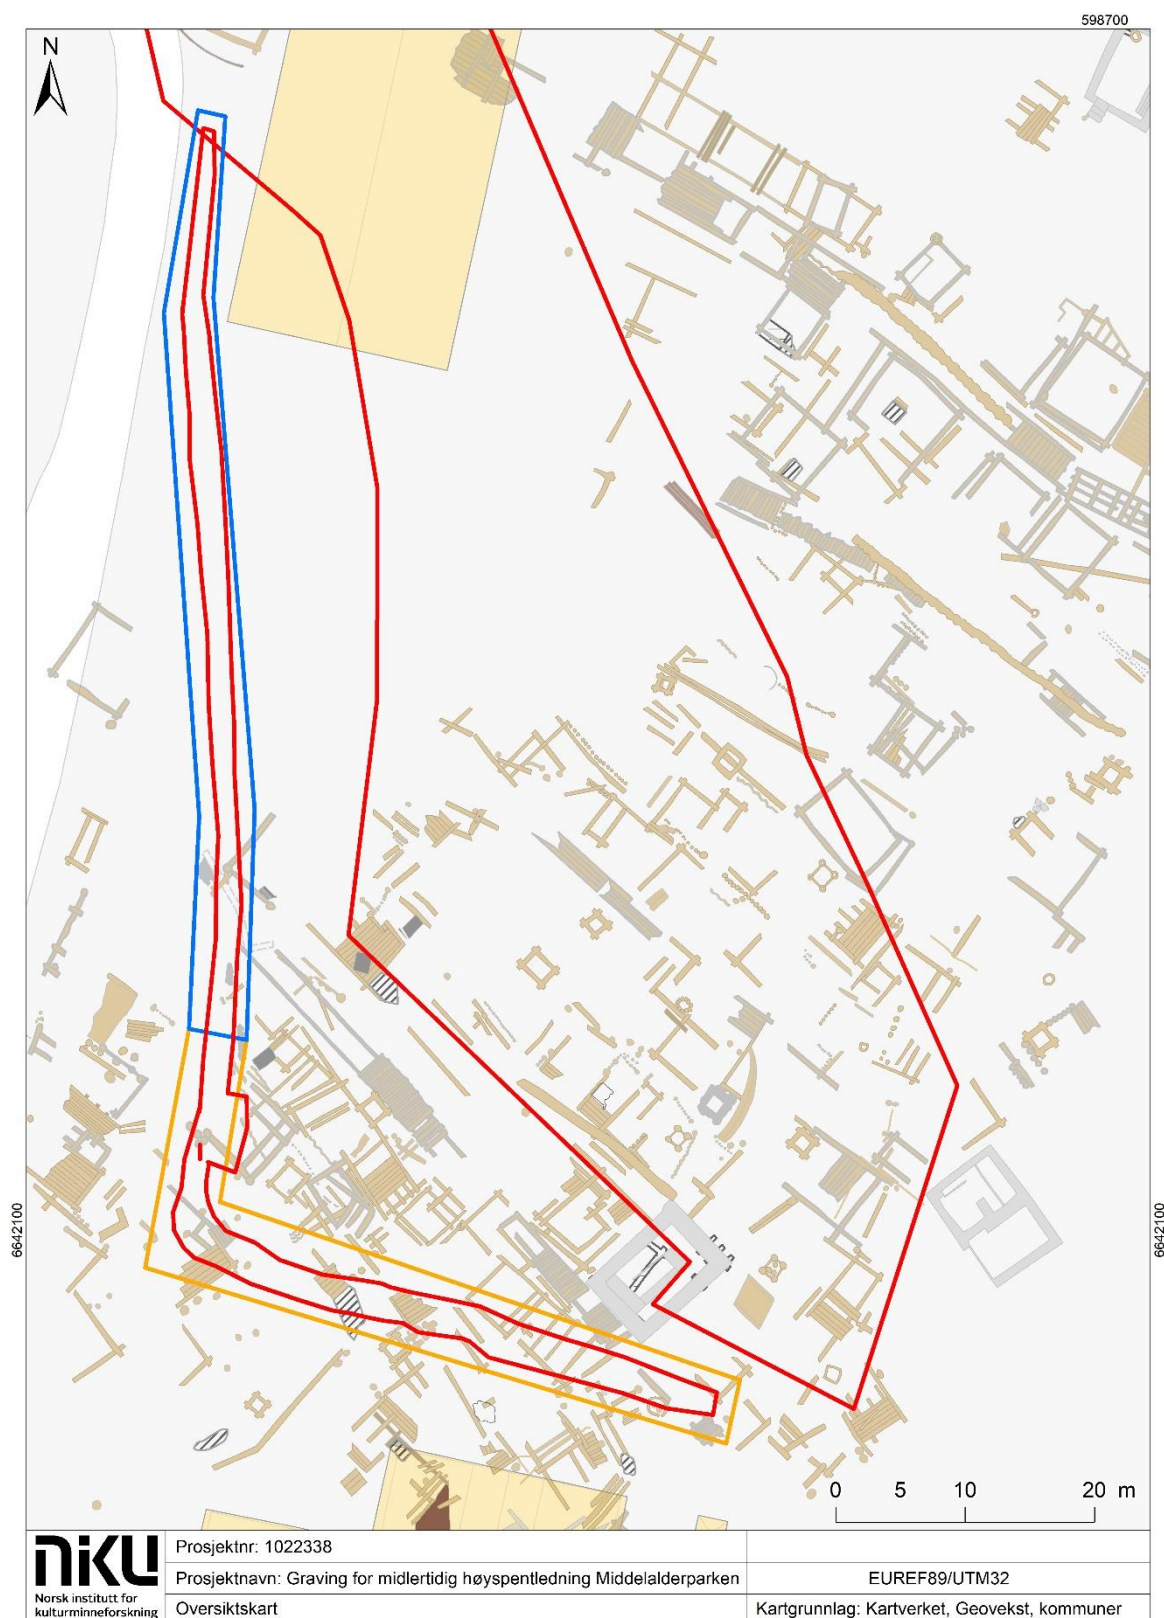 598700
N
6642100
6642100
0 5 10 20 m
NIKU
Norsk institutt for
kulturminneforskning
Prosjektnr: 1022338
Prosjektnavn: Graving for midlertidig høyspentledning Middelalderparken
EUREF89/UTM32
Oversiktskart
Kartgrunnlag: Kartverket, Geovekst, kommuner